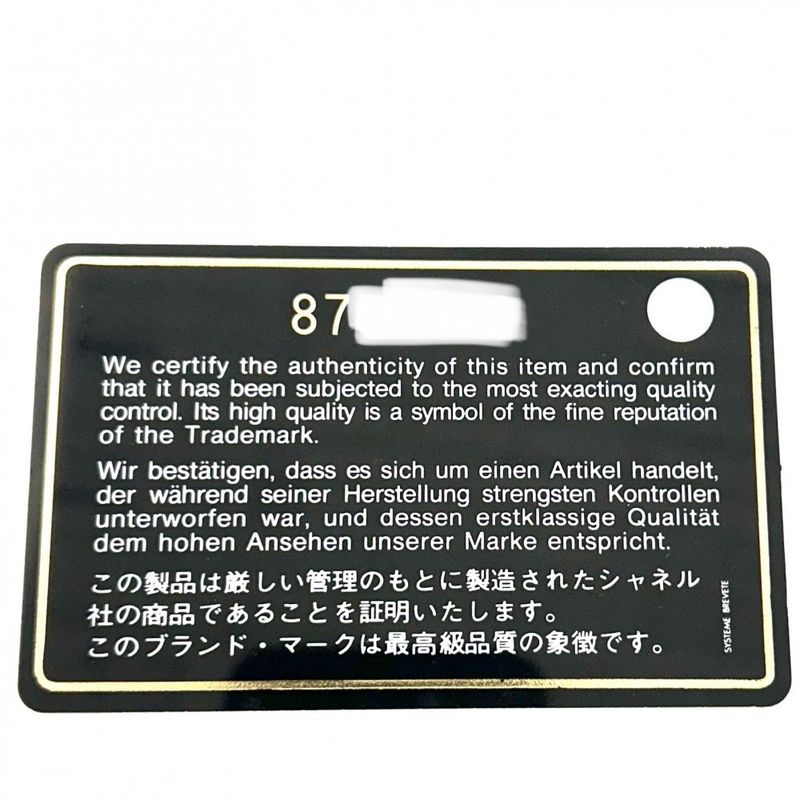 87
We certify the authenticity of this item and confirm
that it has been subjected to the most exacting quality
control. Its high quality is a symbol of the fine reputation
of the Trademark.
Wir bestätigen, dass es sich um einen Artikel handelt,
der während seiner Herstellung strengsten Kontrollen
unterworfen war, und dessen erstklassige Qualität
dem hohen Ansehen unserer Marke entspricht.
この製品は厳しい管理のもとに製造されたシャネル
社の商品であることを証明いたします。
このブランド・マークは最高級品質の象徴です。
SYSTEME BREVETE